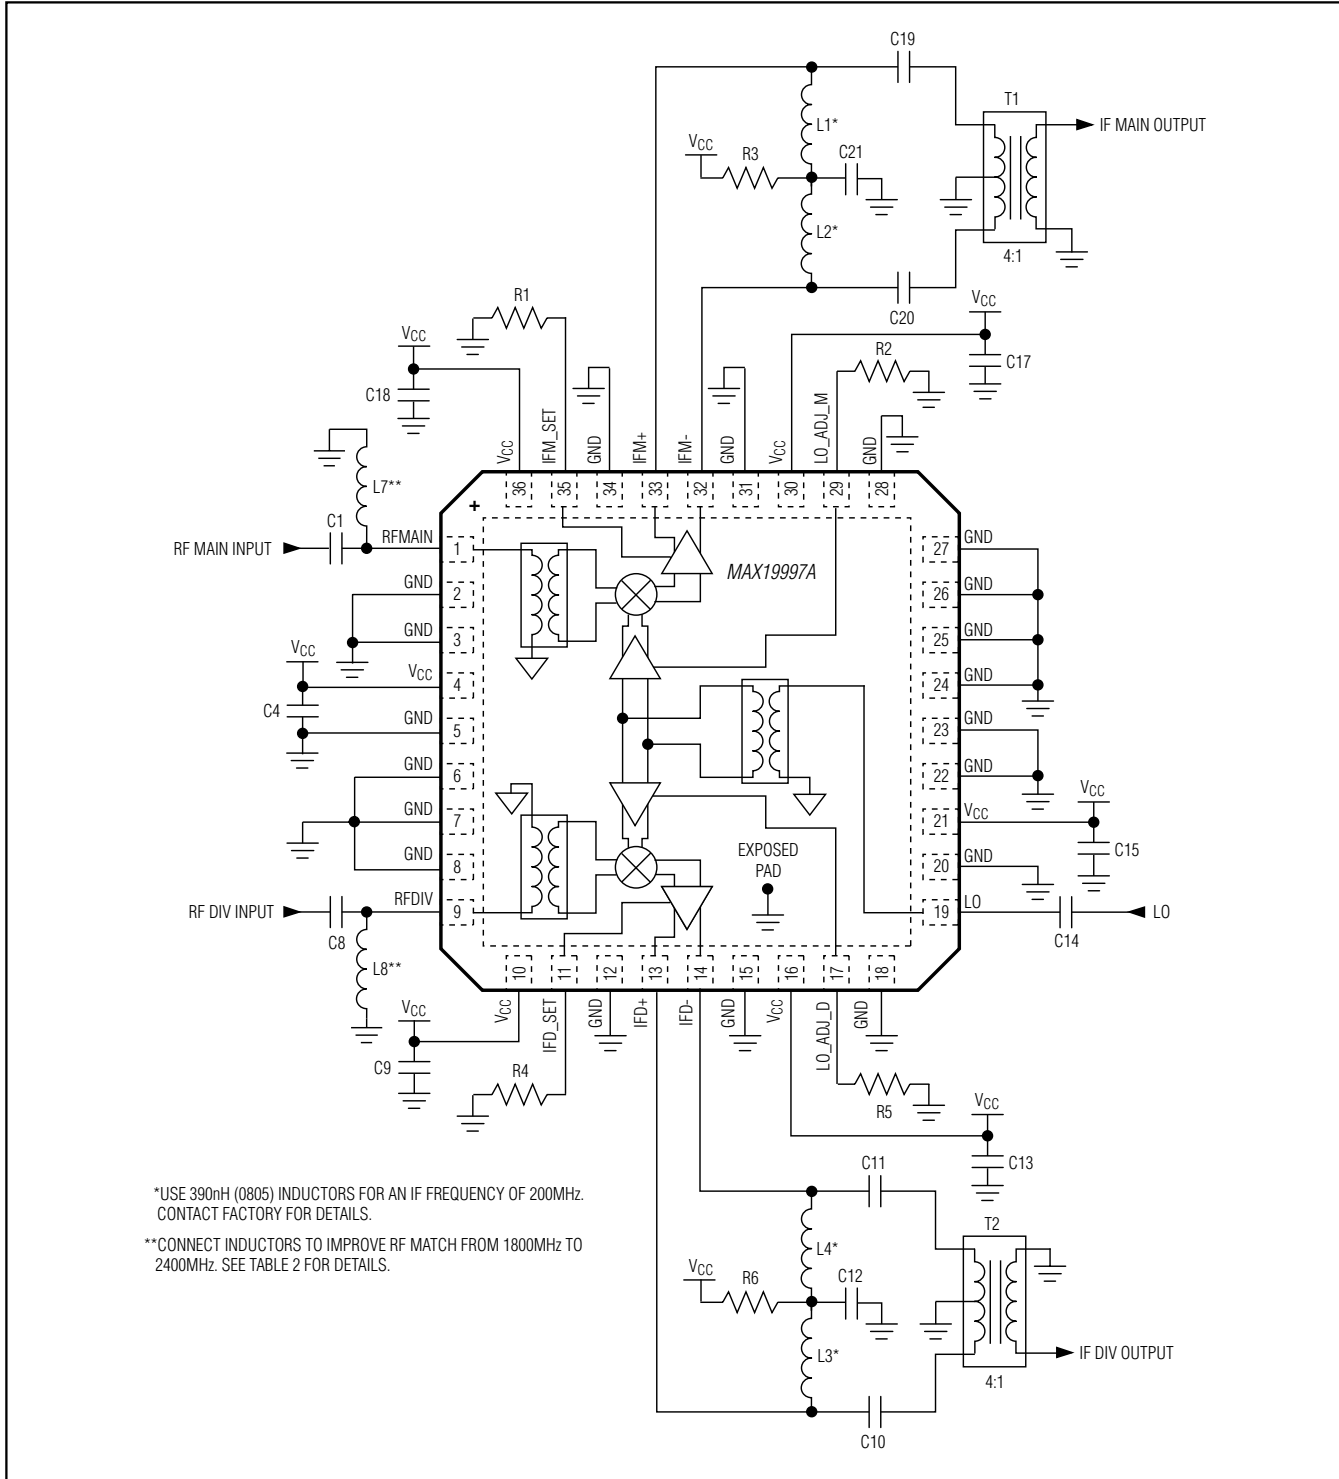 C19
T1
L1*
IF MAIN OUTPUT
VCC
R3
C21
L2*
4:1
R1
C20
VCC
VCC
R2
C17
C18
VCC
IFM_SET
GND
IFM+
IFM-
GND
VCC
LO_ADJ_M
GND
L7**
36
35
34
33
32
31
30
29
28
+
C1
RF MAIN INPUT
RFMAIN
1
27
GND
MAX19997A
GND
2
26
GND
GND
3
25
GND
VCC
VCC
4
24
GND
C4
GND
5
23
GND
GND
6
22
GND
VCC
GND
7
21
VCC
C15
EXPOSED
PAD
GND
8
20
GND
RF DIV INPUT
RFDIV
9
19
LO
LO
C8
C14
L8**
10
11
12
13
14
15
16
17
18
VCC
VCC
IFD_SET
GND
IFD+
IFD-
GND
VCC
LO_ADJ_D
GND
C9
R4
R5
VCC
C13
C11
*USE 390nH (0805) INDUCTORS FOR AN IF FREQUENCY OF 200MHz.
CONTACT FACTORY FOR DETAILS.
T2
**CONNECT INDUCTORS TO IMPROVE RF MATCH FROM 1800MHz TO
2400MHz. SEE TABLE 2 FOR DETAILS.
L4*
VCC
R6
C12
L3*
IF DIV OUTPUT
4:1
C10